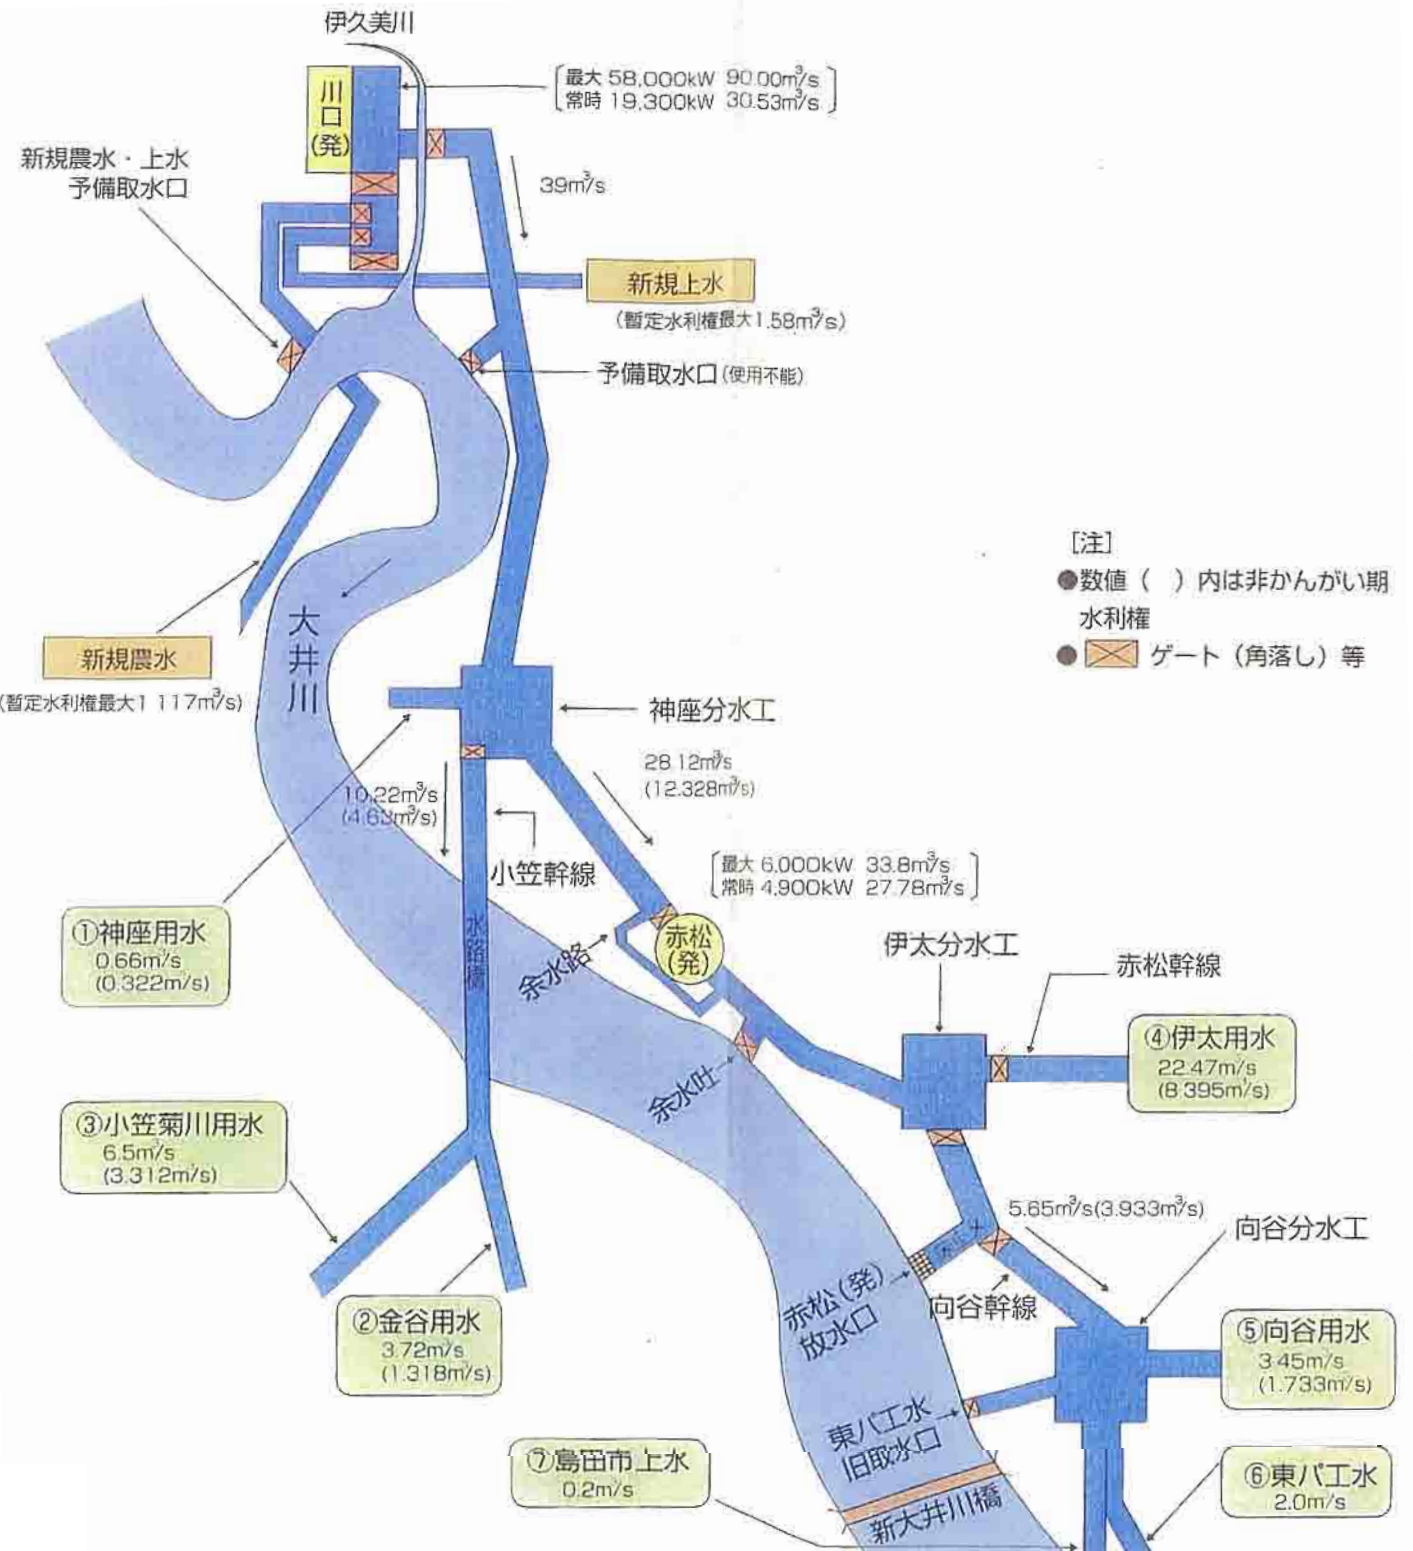 伊久美川
川口(発)
最大 58,000kW 90.00m³/s
常時 19,300kW 30.53m³/s
新規農水・上水
予備取水口
39m³/s
新規上水
(暫定水利権最大1.58m³/s)
予備取水口(使用不能)
[注]
●数値(　)内は非かんがい期
水利権
● ゲート(角落し)等
大井川
新規農水
(暫定水利権最大1 117m³/s)
神座分水工
28 12m³/s
(12.328m³/s)
10.22m³/s
(4.63m³/s)
小笠幹線
水路橋
最大 6,000kW 33.8m³/s
常時 4,900kW 27.78m³/s
①神座用水
0.66m³/s
(0.322m³/s)
余水路
赤松
(発)
伊太分水工
赤松幹線
④伊太用水
22.47m³/s
(8 395m³/s)
余水吐
③小笠菊川用水
6.5m³/s
(3.312m³/s)
5.65m³/s(3.933m³/s)
向谷分水工
赤松(発)
放水口
向谷幹線
②金谷用水
3.72m³/s
(1.318m³/s)
⑤向谷用水
3 45m³/s
(1.733m³/s)
東パ工水
旧取水口
⑦島田市上水
0.2m³/s
新大井川橋
⑥東パ工水
2.0m³/s